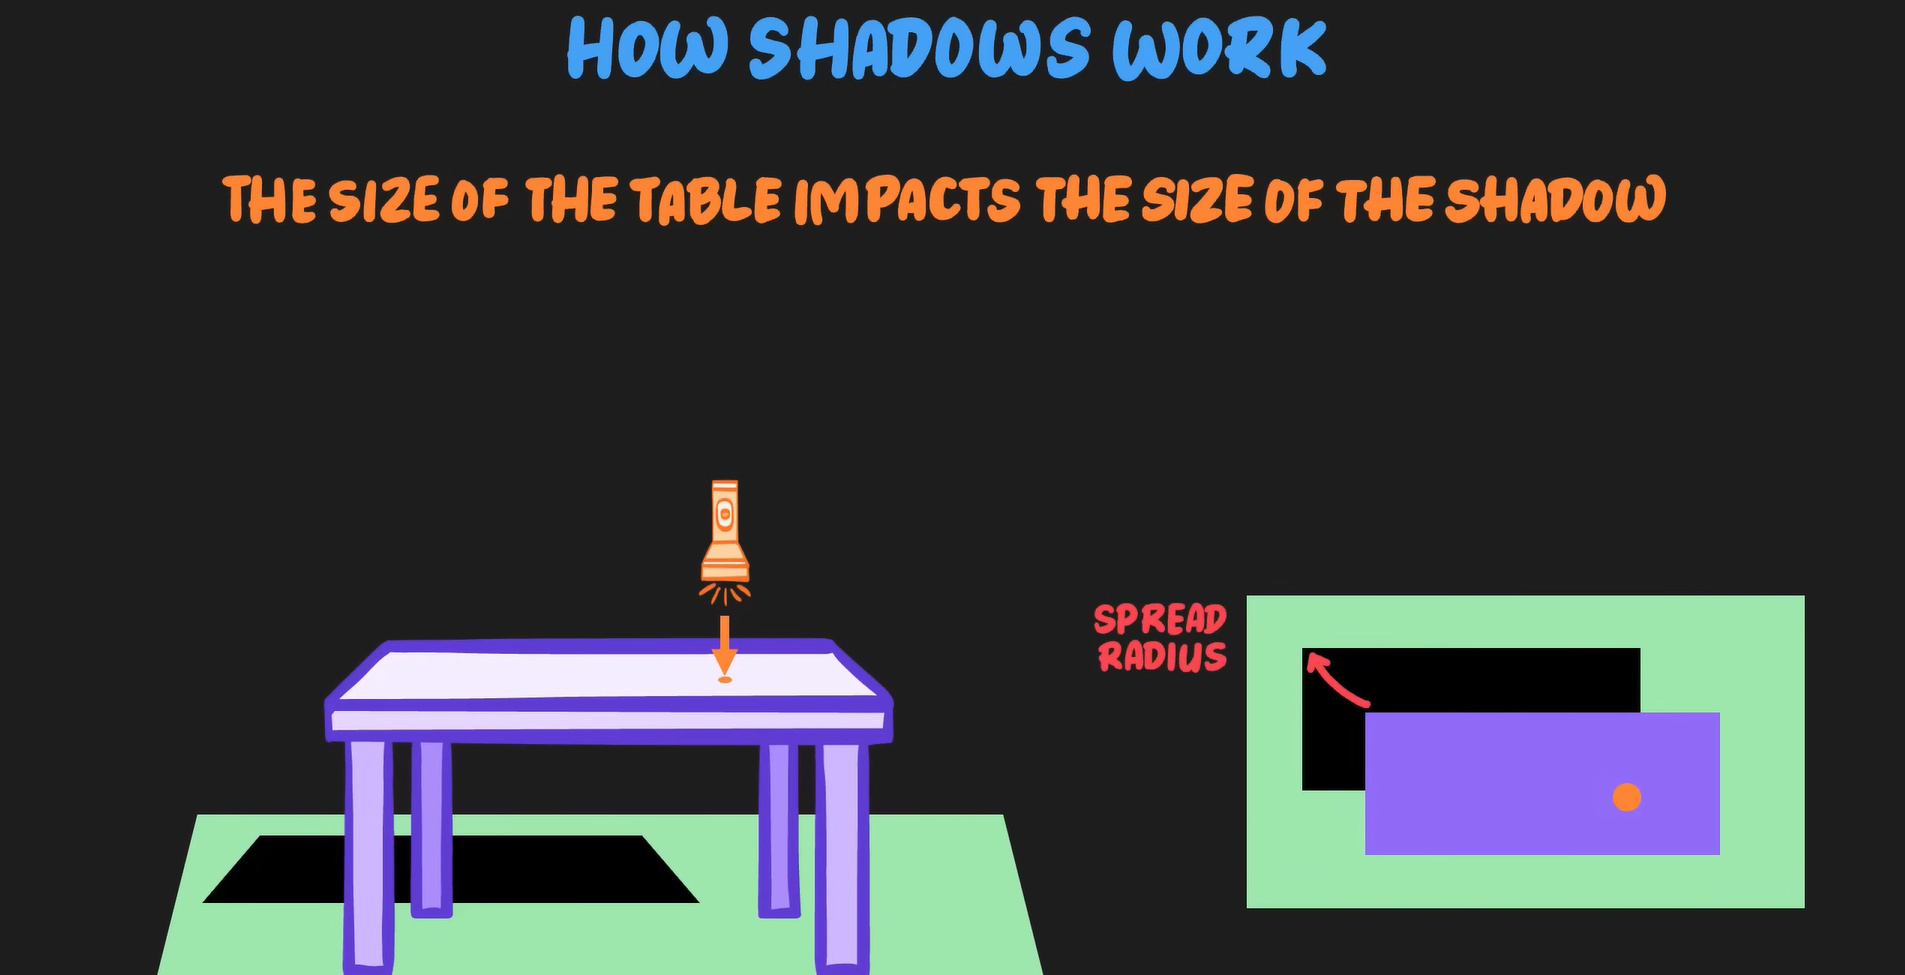 HOW SHADOWS WORK
THE SIZE OF THE TABLE IMPACTS THE SIZE OF THE SHADOW
SPREAD
RADIUS